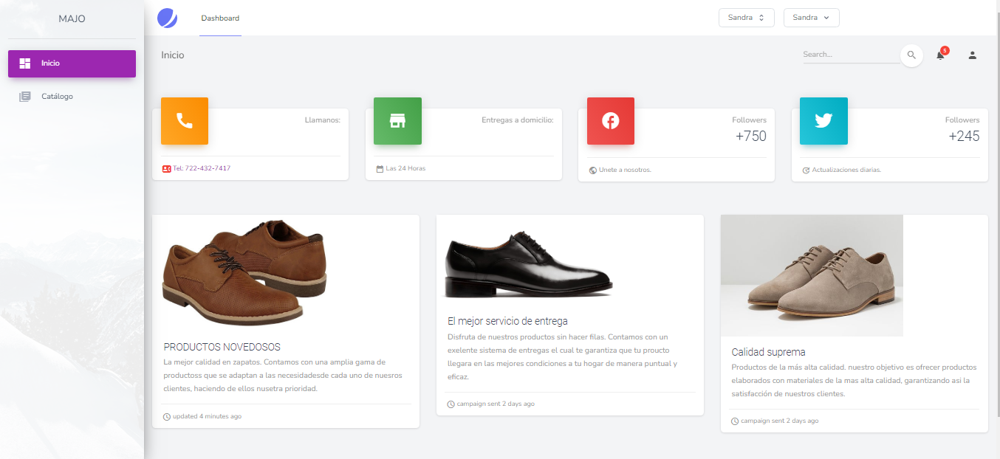 MAJO
Dashboard
Sandra
Sandra
Inicio
Catálogo
Inicio
Search...
5
Llamanos:
Tel: 722-432-7417
Entregas a domicilio:
Las 24 Horas
Followers
+750
Unete a nosotros.
Followers
+245
Actualizaciones diarias.
PRODUCTOS NOVEDOSOS
La mejor calidad en zapatos. Contamos con una amplia gama de
productoss que se adaptan a las necesidadesde cada uno de nuesros
clientes, haciendo de ellos nusetra prioridad.
updated 4 minutes ago
El mejor servicio de entrega
Disfruta de nuestros productos sin hacer filas. Contamos con un
exelente sistema de entregas el cual te garantiza que tu proucto
llegara en las mejores condiciones a tu hogar de manera puntual y
eficaz.
campaign sent 2 days ago
Calidad suprema
Productos de la más alta calidad. nuestro objetivo es ofrecer productos
elaborados con materiales de la mas alta calidad, garantizando asi la
satisfacción de nuestros clientes.
campaign sent 2 days ago